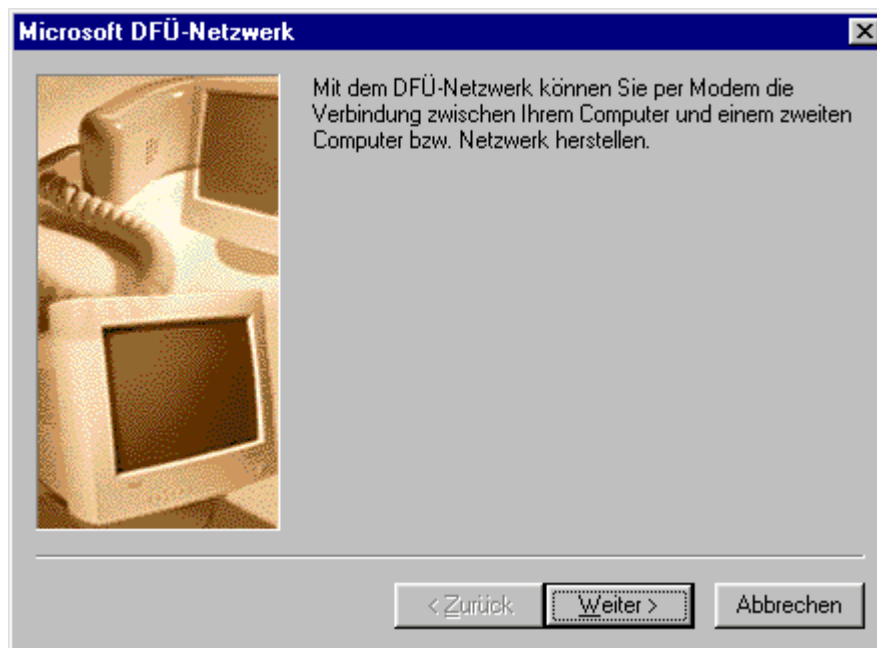 Microsoft DFÜ-Netzwerk
Mit dem DFÜ-Netzwerk können Sie per Modem die
Verbindung zwischen Ihrem Computer und einem zweiten
Computer bzw. Netzwerk herstellen.
< Zurück
Weiter >
Abbrechen